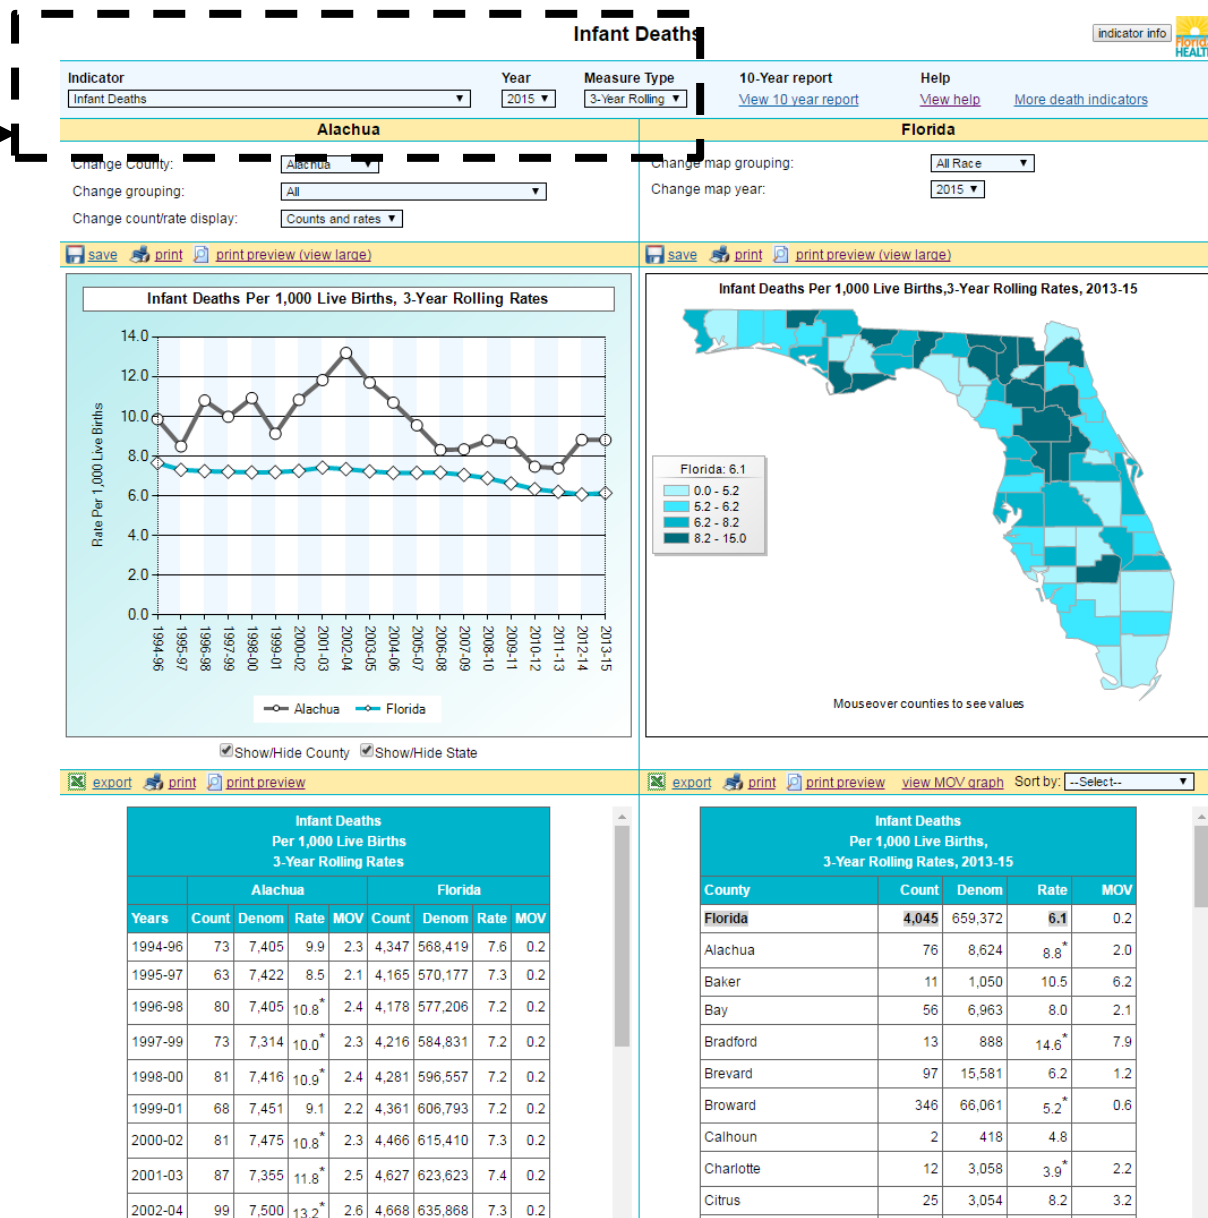 Infant Deaths
indicator info
Florida
HEALTH
Indicator Year Measure Type 10-Year report Help
Infant Deaths 2015 3-Year Rolling View 10 year report View help More death indicators
Alachua Florida
Change County: Alachua
Change grouping: All
Change count/rate display: Counts and rates
Change map grouping: All Race
Change map year: 2015
save print print preview (view large)
save print print preview (view large)
Infant Deaths Per 1,000 Live Births, 3-Year Rolling Rates
Rate Per 1,000 Live Births
14.0
12.0
10.0
8.0
6.0
4.0
2.0
0.0
1994-96 1995-97 1996-98 1997-99 1998-00 1999-01 2000-02 2001-03 2002-04 2003-05 2004-06 2005-07 2006-08 2007-09 2008-10 2009-11 2010-12 2011-13 2012-14 2013-15
Alachua Florida
Show/Hide County Show/Hide State
Infant Deaths Per 1,000 Live Births,3-Year Rolling Rates, 2013-15
Florida: 6.1
0.0 - 5.2
5.2 - 6.2
6.2 - 8.2
8.2 - 15.0
Mouseover counties to see values
export print print preview
export print print preview view MOV graph Sort by: --Select--
Infant Deaths
Per 1,000 Live Births
3-Year Rolling Rates
Alachua Florida
Years Count Denom Rate MOV Count Denom Rate MOV
1994-96 73 7,405 9.9 2.3 4,347 568,419 7.6 0.2
1995-97 63 7,422 8.5 2.1 4,165 570,177 7.3 0.2
1996-98 80 7,405 10.8* 2.4 4,178 577,206 7.2 0.2
1997-99 73 7,314 10.0* 2.3 4,216 584,831 7.2 0.2
1998-00 81 7,416 10.9* 2.4 4,281 596,557 7.2 0.2
1999-01 68 7,451 9.1 2.2 4,361 606,793 7.2 0.2
2000-02 81 7,475 10.8* 2.3 4,466 615,410 7.3 0.2
2001-03 87 7,355 11.8* 2.5 4,627 623,623 7.4 0.2
2002-04 99 7,500 13.2* 2.6 4,668 635,868 7.3 0.2
Infant Deaths
Per 1,000 Live Births,
3-Year Rolling Rates, 2013-15
County Count Denom Rate MOV
Florida 4,045 659,372 6.1 0.2
Alachua 76 8,624 8.8* 2.0
Baker 11 1,050 10.5 6.2
Bay 56 6,963 8.0 2.1
Bradford 13 888 14.6* 7.9
Brevard 97 15,581 6.2 1.2
Broward 346 66,061 5.2* 0.6
Calhoun 2 418 4.8
Charlotte 12 3,058 3.9* 2.2
Citrus 25 3,054 8.2 3.2